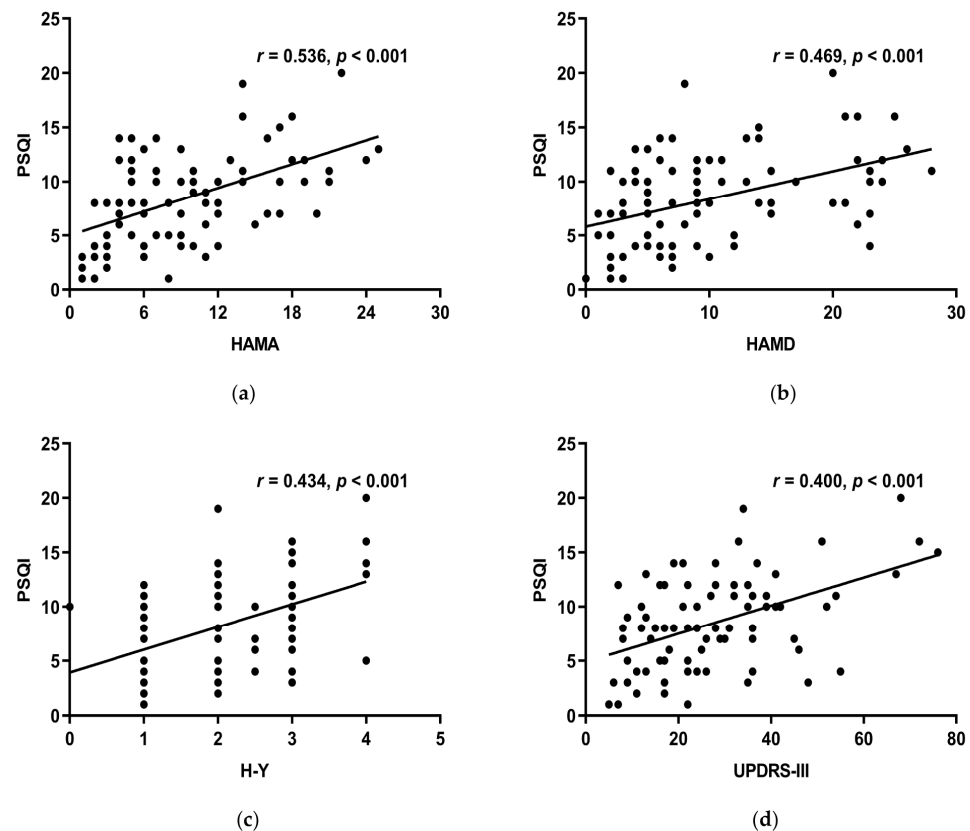 25
20
15
10
5
0
PSQI
r = 0.536, p < 0.001
0 6 12 18 24 30
HAMA
(a)
25
20
15
10
5
0
PSQI
r = 0.469, p < 0.001
0 10 20 30
HAMD
(b)
25
20
15
10
5
0
PSQI
r = 0.434, p < 0.001
0 1 2 3 4 5
H-Y
(c)
25
20
15
10
5
0
PSQI
r = 0.400, p < 0.001
0 20 40 60 80
UPDRS-III
(d)